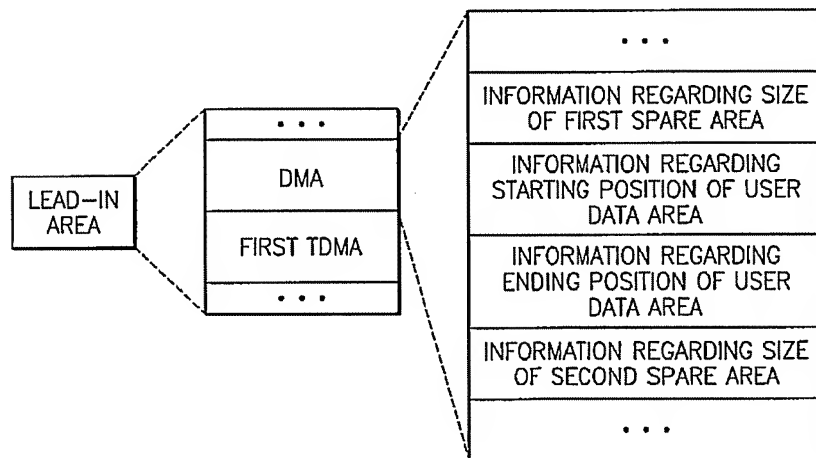 LEAD-IN
AREA
• • •
DMA
FIRST TDMA
• • •
• • •
INFORMATION REGARDING SIZE
OF FIRST SPARE AREA
INFORMATION REGARDING
STARTING POSITION OF USER
DATA AREA
INFORMATION REGARDING
ENDING POSITION OF USER
DATA AREA
INFORMATION REGARDING SIZE
OF SECOND SPARE AREA
• • •